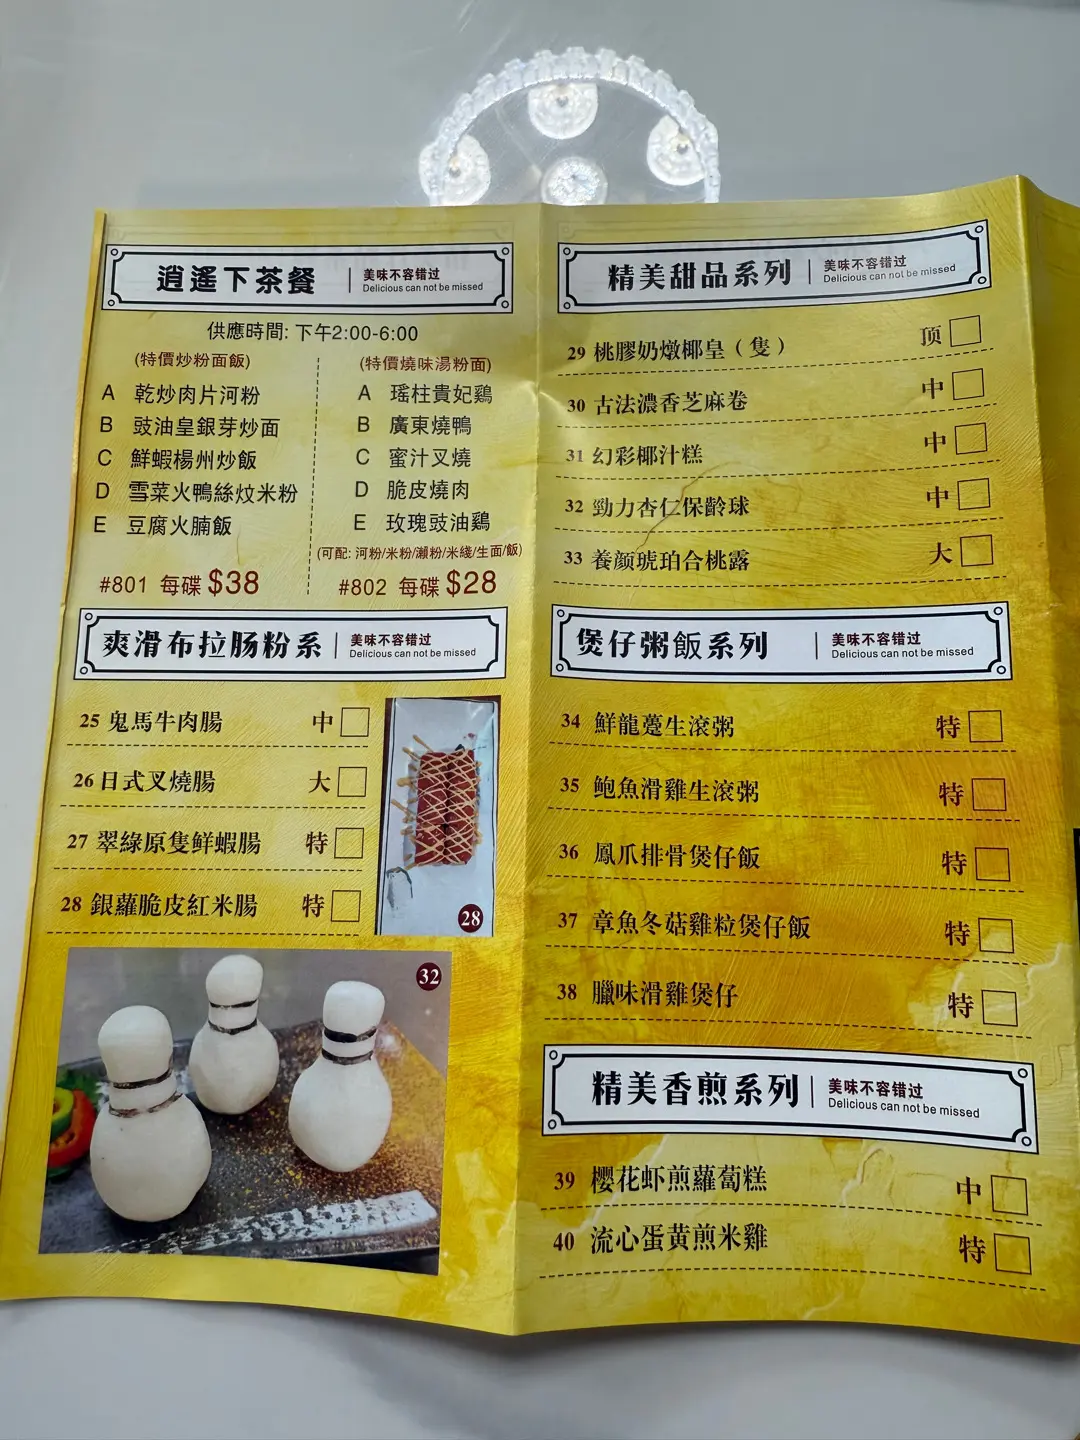 逍遙下茶餐
美味不容错过
Delicious can not be missed
供應時間: 下午2:00-6:00
(特價炒粉面飯)
A 乾炒肉片河粉
B 豉油皇銀芽炒面
C 鮮蝦楊州炒飯
D 雪菜火鴨絲炆米粉
E 豆腐火腩飯
#801 每碟 $38
(特價燒味湯粉面)
A 瑶柱貴妃鷄
B 廣東燒鴨
C 蜜汁叉燒
D 脆皮燒肉
E 玫瑰豉油鷄
(可配: 河粉/米粉/瀨粉/米綫/生面/飯)
#802 每碟 $28
爽滑布拉肠粉系
美味不容错过
Delicious can not be missed
25 鬼馬牛肉腸 中
26 日式叉燒腸 大
27 翠綠原隻鮮蝦腸 特
28 銀蘿脆皮紅米腸 特
28
32
精美甜品系列
美味不容错过
Delicious can not be missed
29 桃膠奶燉椰皇（隻） 顶
30 古法濃香芝麻卷 中
31 幻彩椰汁糕 中
32 勁力杏仁保齡球 中
33 養颜琥珀合桃露 大
煲仔粥飯系列
美味不容错过
Delicious can not be missed
34 鮮龍躉生滾粥 特
35 鲍魚滑雞生滾粥 特
36 鳳爪排骨煲仔飯 特
37 章魚冬菇雞粒煲仔飯 特
38 臘味滑雞煲仔 特
精美香煎系列
美味不容错过
Delicious can not be missed
39 樱花虾煎蘿蔔糕 中
40 流心蛋黄煎米雞 特